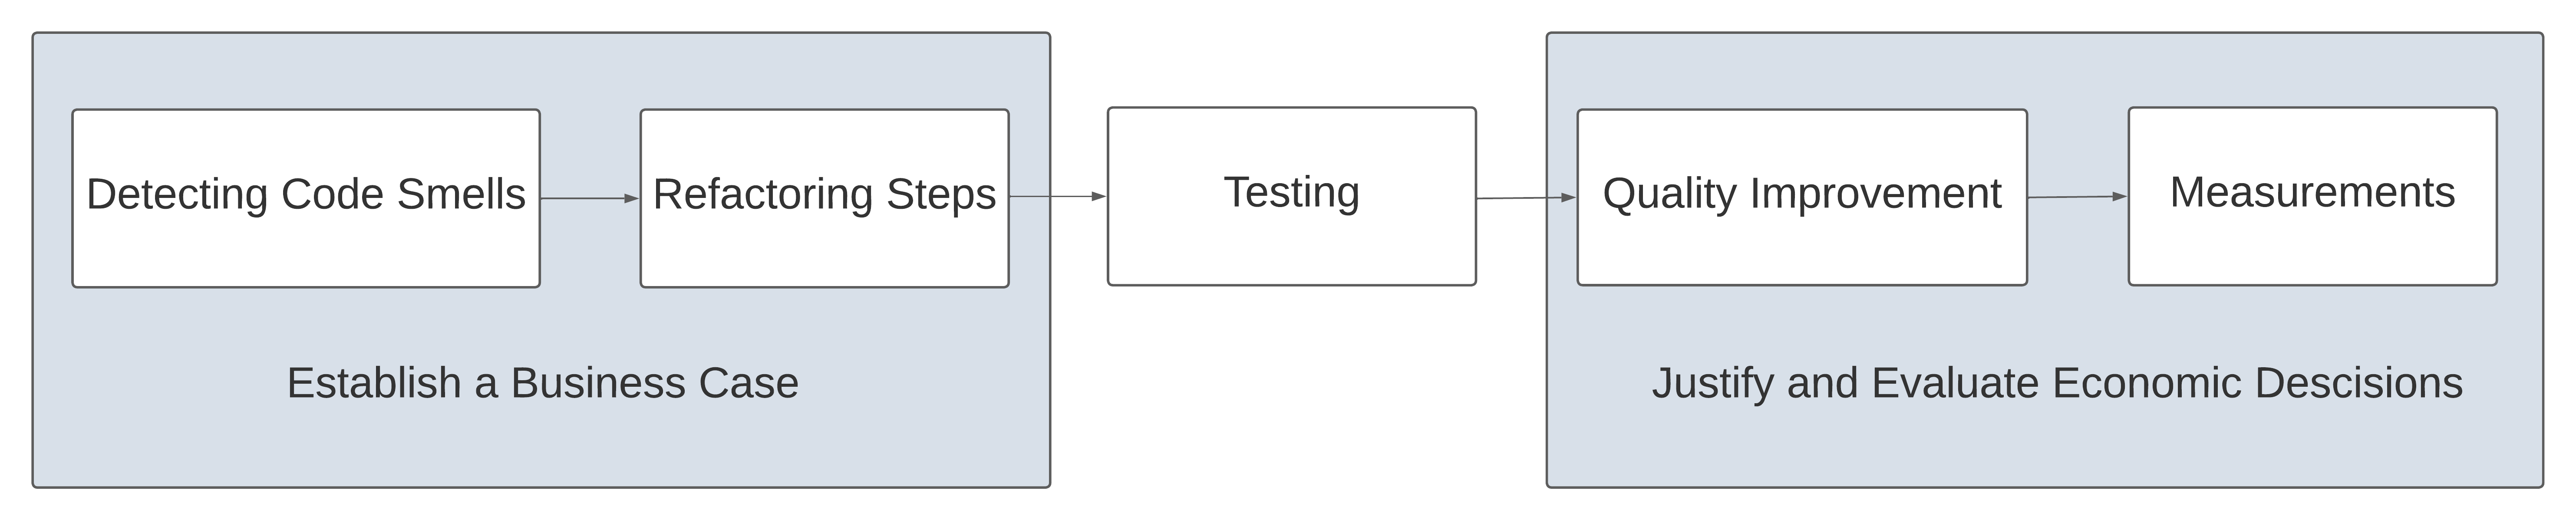 Detecting Code Smells
Refactoring Steps
Testing
Quality Improvement
Measurements
Establish a Business Case
Justify and Evaluate Economic Descisions